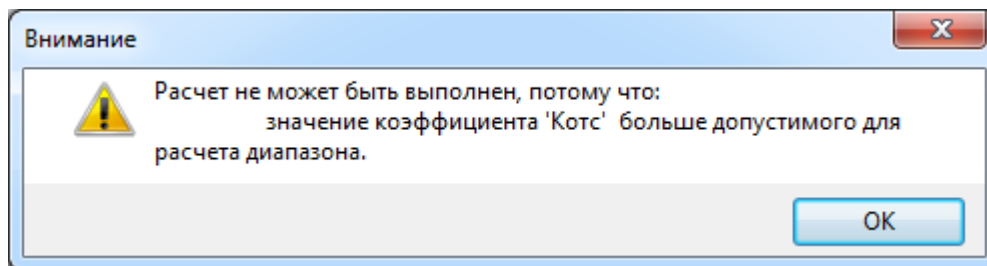 Внимание
Расчет не может быть выполнен, потому что:
значение коэффициента 'Котс'  больше допустимого для
расчета диапазона.
OK